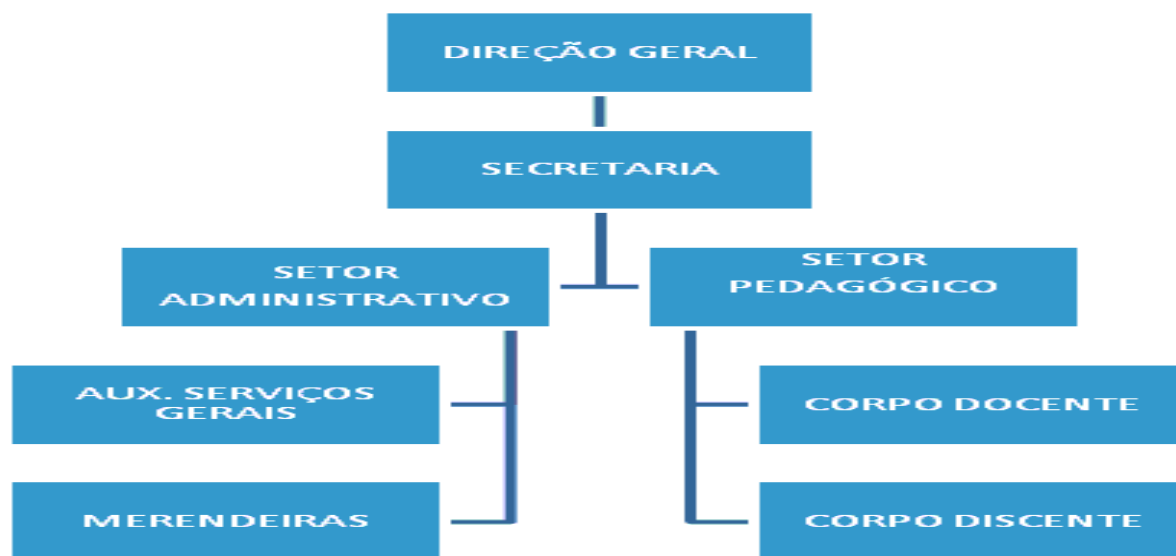 DIREÇÃO GERAL
SECRETARIA
SETOR
ADMINISTRATIVO
SETOR
PEDAGÓGICO
AUX. SERVIÇOS
GERAIS
CORPO DOCENTE
MERENDEIRAS
CORPO DISCENTE